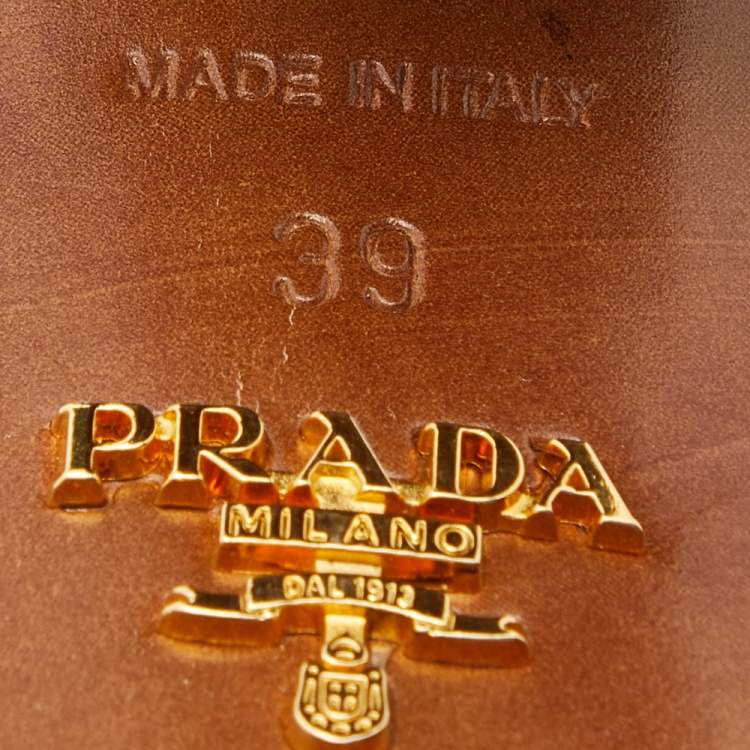 MADE IN ITALY
39
PRADA
MILANO
DAL 1913